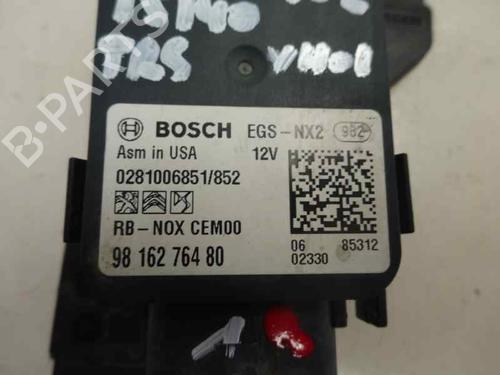 BOSCH EGS-NX2 982
Asm in USA 12V
0281006851/852
RB-NOX CEM00
06 85312
02330
98 162 764 80
1
B-PARTS